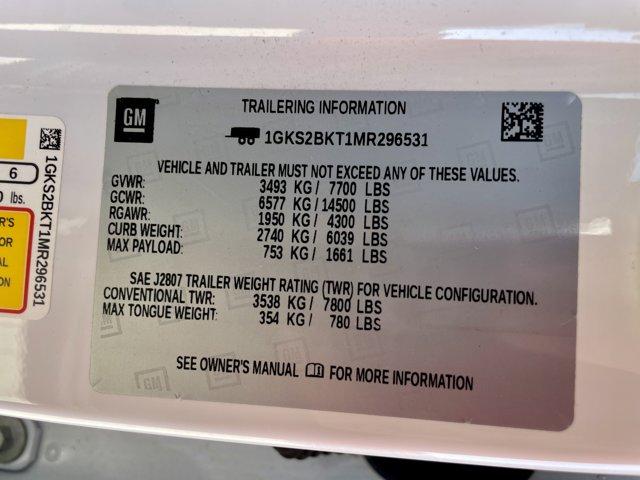 GM
TRAILERING INFORMATION
1GKS2BKT1MR296531
VEHICLE AND TRAILER MUST NOT EXCEED ANY OF THESE VALUES.
GVWR: 3493 KG / 7700 LBS
GCWR: 6577 KG / 14500 LBS
RGAWR: 1950 KG / 4300 LBS
CURB WEIGHT: 2740 KG / 6039 LBS
MAX PAYLOAD: 753 KG / 1661 LBS
SAE J2807 TRAILER WEIGHT RATING (TWR) FOR VEHICLE CONFIGURATION.
CONVENTIONAL TWR: 3538 KG / 7800 LBS
MAX TONGUE WEIGHT: 354 KG / 780 LBS
SEE OWNER'S MANUAL FOR MORE INFORMATION
1GKS2BKT1MR296531
6
lbs.